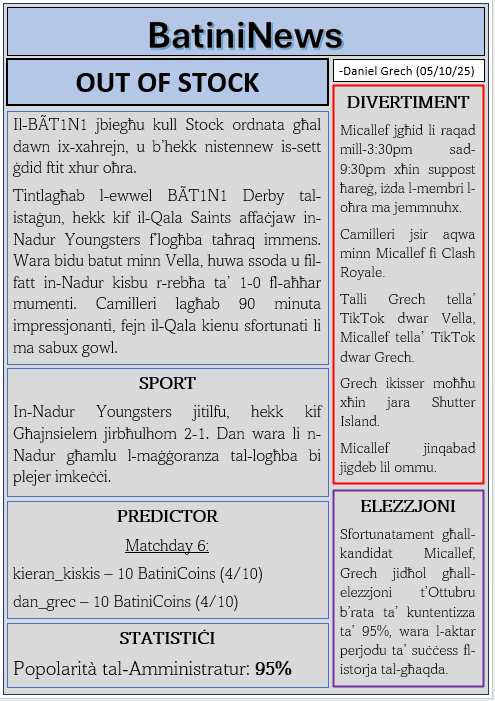 BatiniNews
OUT OF STOCK
-Daniel Grech (05/10/25)
Il-BÃT1N1 jbiegħu kull Stock ordnata għal
dawn ix-xahrejn, u b'hekk nistennew is-sett
ġdid ftit xhur oħra.
Tintlagħab l-ewwel BÃT1N1 Derby tal-
istaġun, hekk kif il-Qala Saints affaċjaw in-
Nadur Youngsters f'logħba taħraq immens.
Wara bidu batut minn Vella, huwa ssoda u fil-
fatt in-Nadur kisbu r-rebħa ta' 1-0 fl-aħħar
mumenti. Camilleri lagħab 90 minuta
impressjonanti, fejn il-Qala kienu sfortunati li
ma sabux gowl.
SPORT
In-Nadur Youngsters jitilfu, hekk kif
Għajnsielem jirbħulhom 2-1. Dan wara li n-
Nadur għamlu l-maġġoranza tal-logħba bi
plejer imkeċċi.
PREDICTOR
Matchday 6:
kieran_kiskis – 10 BatiniCoins (4/10)
dan_grec – 10 BatiniCoins (4/10)
STATISTIĊI
Popolarità tal-Amministratur: 95%
DIVERTIMENT
Micallef jgħid li raqad
mill-3:30pm sad-
9:30pm xħin suppost
ħareġ, iżda l-membri l-
oħra ma jemmnuhx.
Camilleri jsir aqwa
minn Micallef fi Clash
Royale.
Talli Grech tella'
TikTok dwar Vella,
Micallef tella' TikTok
dwar Grech.
Grech ikisser moħħu
xħin jara Shutter
Island.
Micallef jinqabad
jigdeb lil ommu.
ELEZZJONI
Sfortunatament għall-
kandidat Micallef,
Grech jidħol għall-
elezzjoni t'Ottubru
b'rata ta' kuntentizza
ta' 95%, wara l-aktar
perjodu ta' suċċess fl-
istorja tal-għaqda.